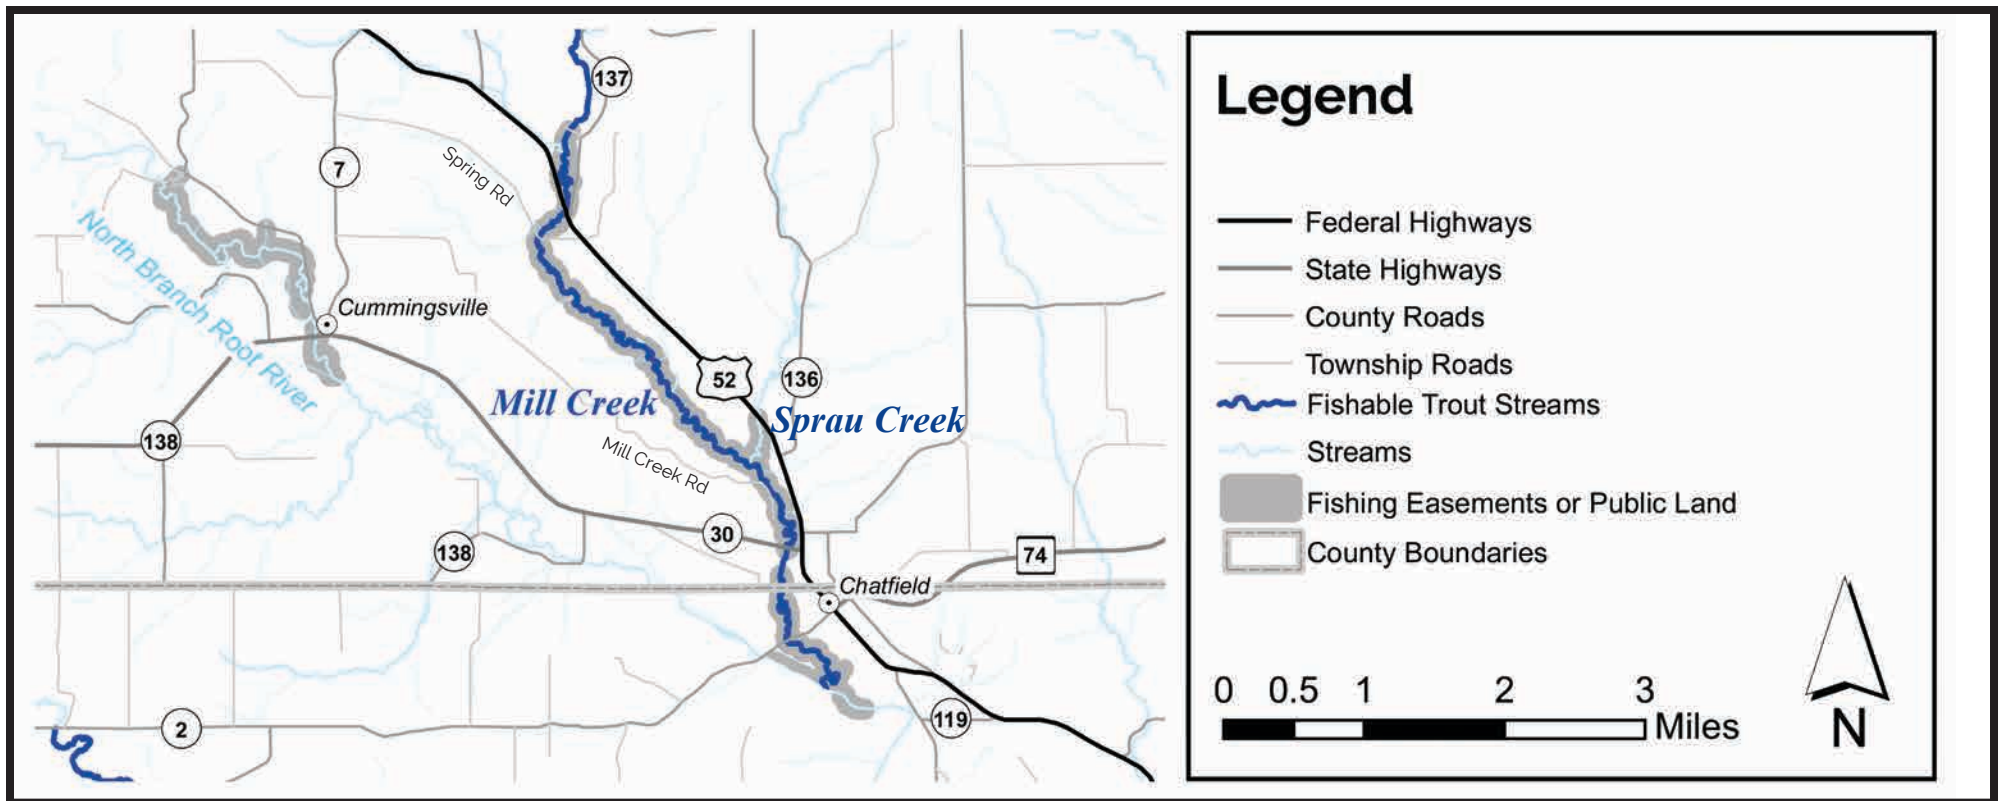 137
7
Spring Rd
North Branch Root River
Cummingsville
52
136
Mill Creek
Sprau Creek
138
Mill Creek Rd
30
138
74
Chatfield
2
119
Legend
Federal Highways
State Highways
County Roads
Township Roads
Fishable Trout Streams
Streams
Fishing Easements or Public Land
County Boundaries
0 0.5 1 2 3
Miles
N